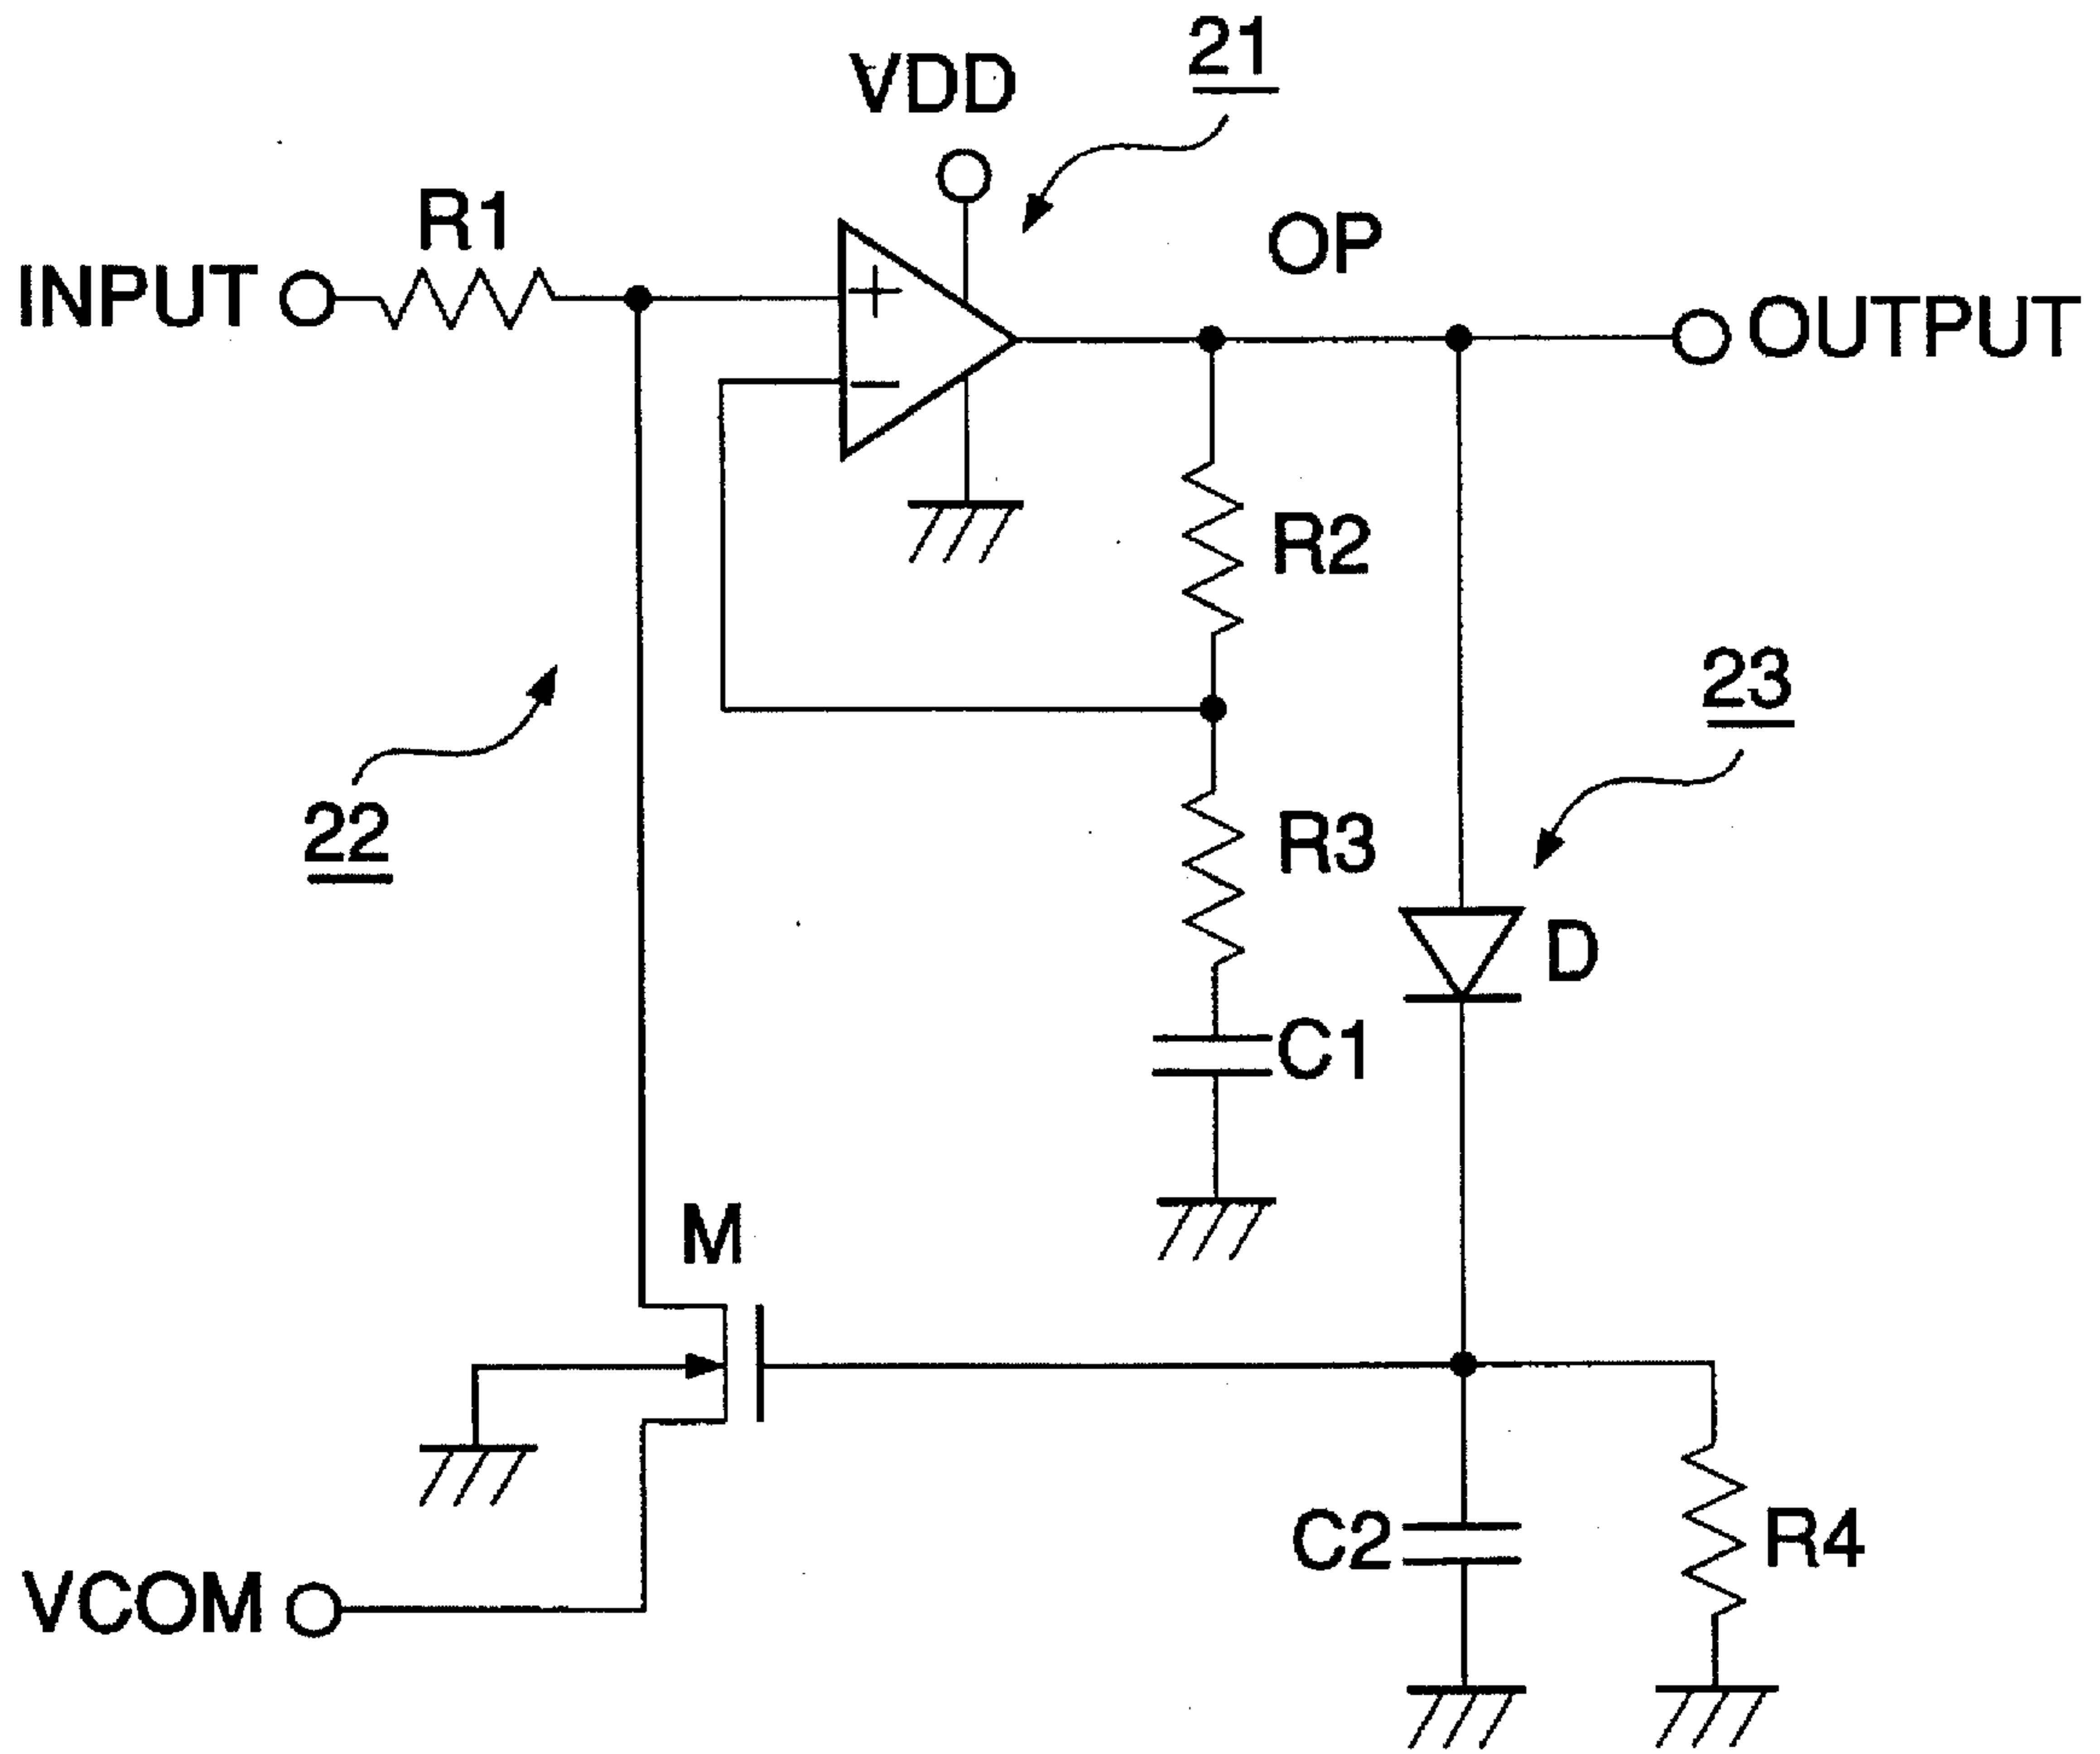 21
VDD
R1
OP
INPUT
+
OUTPUT
−
R2
23
22
R3
D
C1
M
C2
R4
VCOM